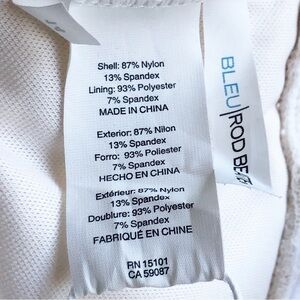 Shell: 87% Nylon
13% Spandex
Lining: 93% Polyester
7% Spandex
MADE IN CHINA
Exterior: 87% Nilon
13% Spandex
Forro: 93% Polyester
7% Spandex
HECHO EN CHINA
Extérieur: 87% Nylon
13% Spandex
Doublure: 93% Polyester
7% Spandex
FABRIQUÉ EN CHINE
RN 15101
CA 59087
BLEU|ROD